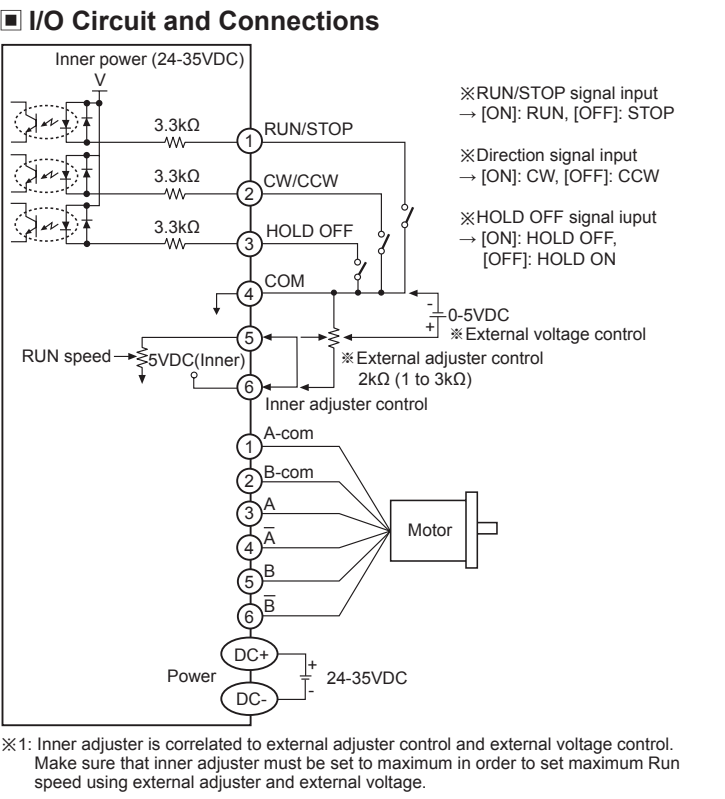 ■ I/O Circuit and Connections
Inner power (24-35VDC)
V
3.3kΩ
1
RUN/STOP
3.3kΩ
2
CW/CCW
3.3kΩ
3
HOLD OFF
4
COM
※RUN/STOP signal input
→ [ON]: RUN, [OFF]: STOP
※Direction signal input
→ [ON]: CW, [OFF]: CCW
※HOLD OFF signal iuput
→ [ON]: HOLD OFF,
[OFF]: HOLD ON
-
0-5VDC
+
※External voltage control
5
RUN speed
5VDC(Inner)
※External adjuster control
2kΩ (1 to 3kΩ)
6
Inner adjuster control
1
A-com
2
B-com
3
A
4
A̅
5
B
6
B̅
Motor
DC+
Power
+
24-35VDC
-
DC-
※1: Inner adjuster is correlated to external adjuster control and external voltage control.
Make sure that inner adjuster must be set to maximum in order to set maximum Run
speed using external adjuster and external voltage.